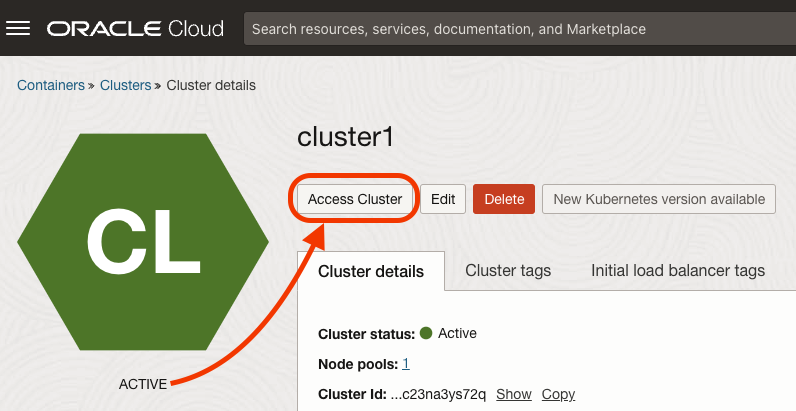 ORACLE Cloud
Search resources, services, documentation, and Marketplace
Containers » Clusters » Cluster details
CL
ACTIVE
cluster1
Access Cluster Edit Delete New Kubernetes version available
Cluster details Cluster tags Initial load balancer tags
Cluster status: Active
Node pools: 1
Cluster Id: ...c23na3ys72q Show Copy